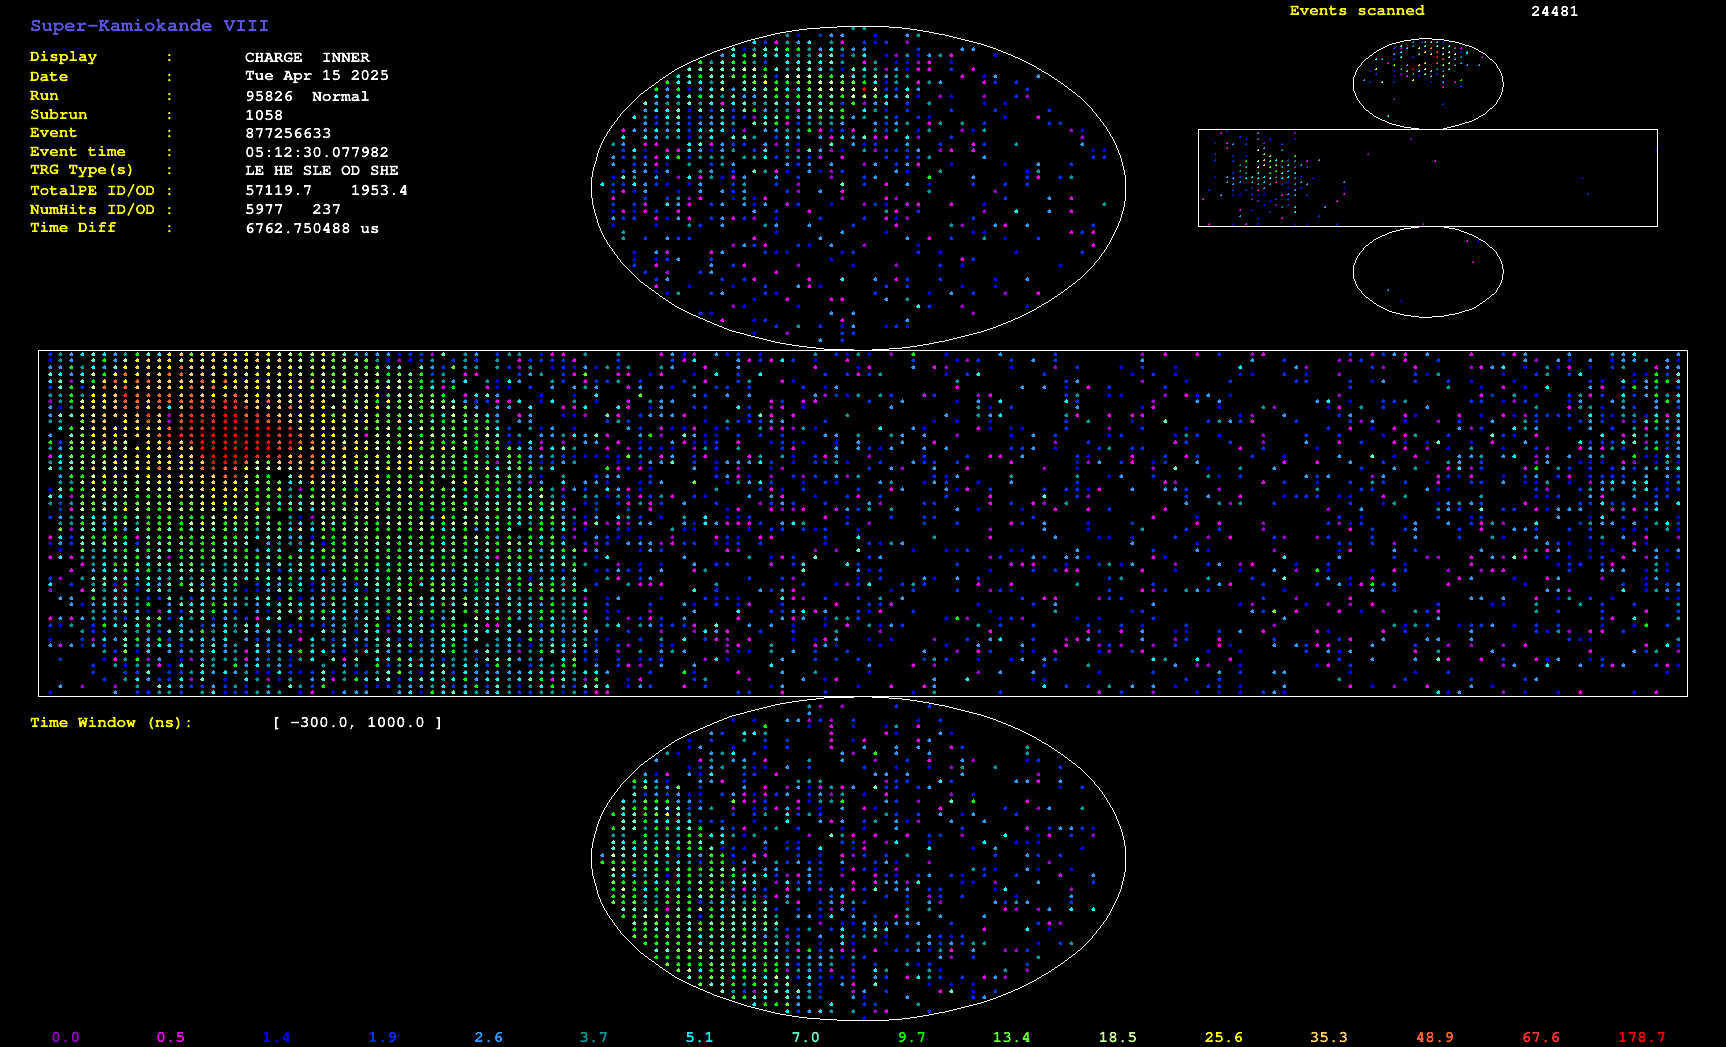 Super-Kamiokande VIII
Display : CHARGE INNER
Date : Tue Apr 15 2025
Run : 95826 Normal
Subrun : 1058
Event : 877256633
Event time : 05:12:30.077982
TRG Type(s) : LE HE SLE OD SHE
TotalPE ID/OD : 57119.7 1953.4
NumHits ID/OD : 5977 237
Time Diff : 6762.750488 us
Events scanned 24481
Time Window (ns): [ -300.0, 1000.0 ]
0.0 0.5 1.4 1.9 2.6 3.7 5.1 7.0 9.7 13.4 18.5 25.6 35.3 48.9 67.6 178.7